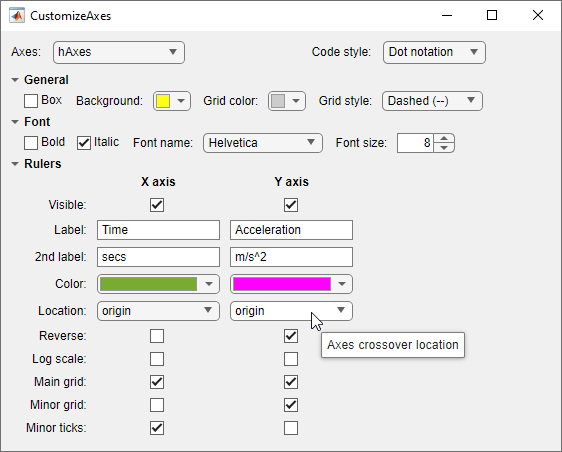 CustomizeAxes
Axes: hAxes Code style: Dot notation
General
Box Background: Grid color: Grid style: Dashed (--)
Font
Bold Italic Font name: Helvetica Font size: 8
Rulers
X axis Y axis
Visible:
Label: Time Acceleration
2nd label: secs m/s^2
Color:
Location: origin origin
Reverse:
Axes crossover location
Log scale:
Main grid:
Minor grid:
Minor ticks: